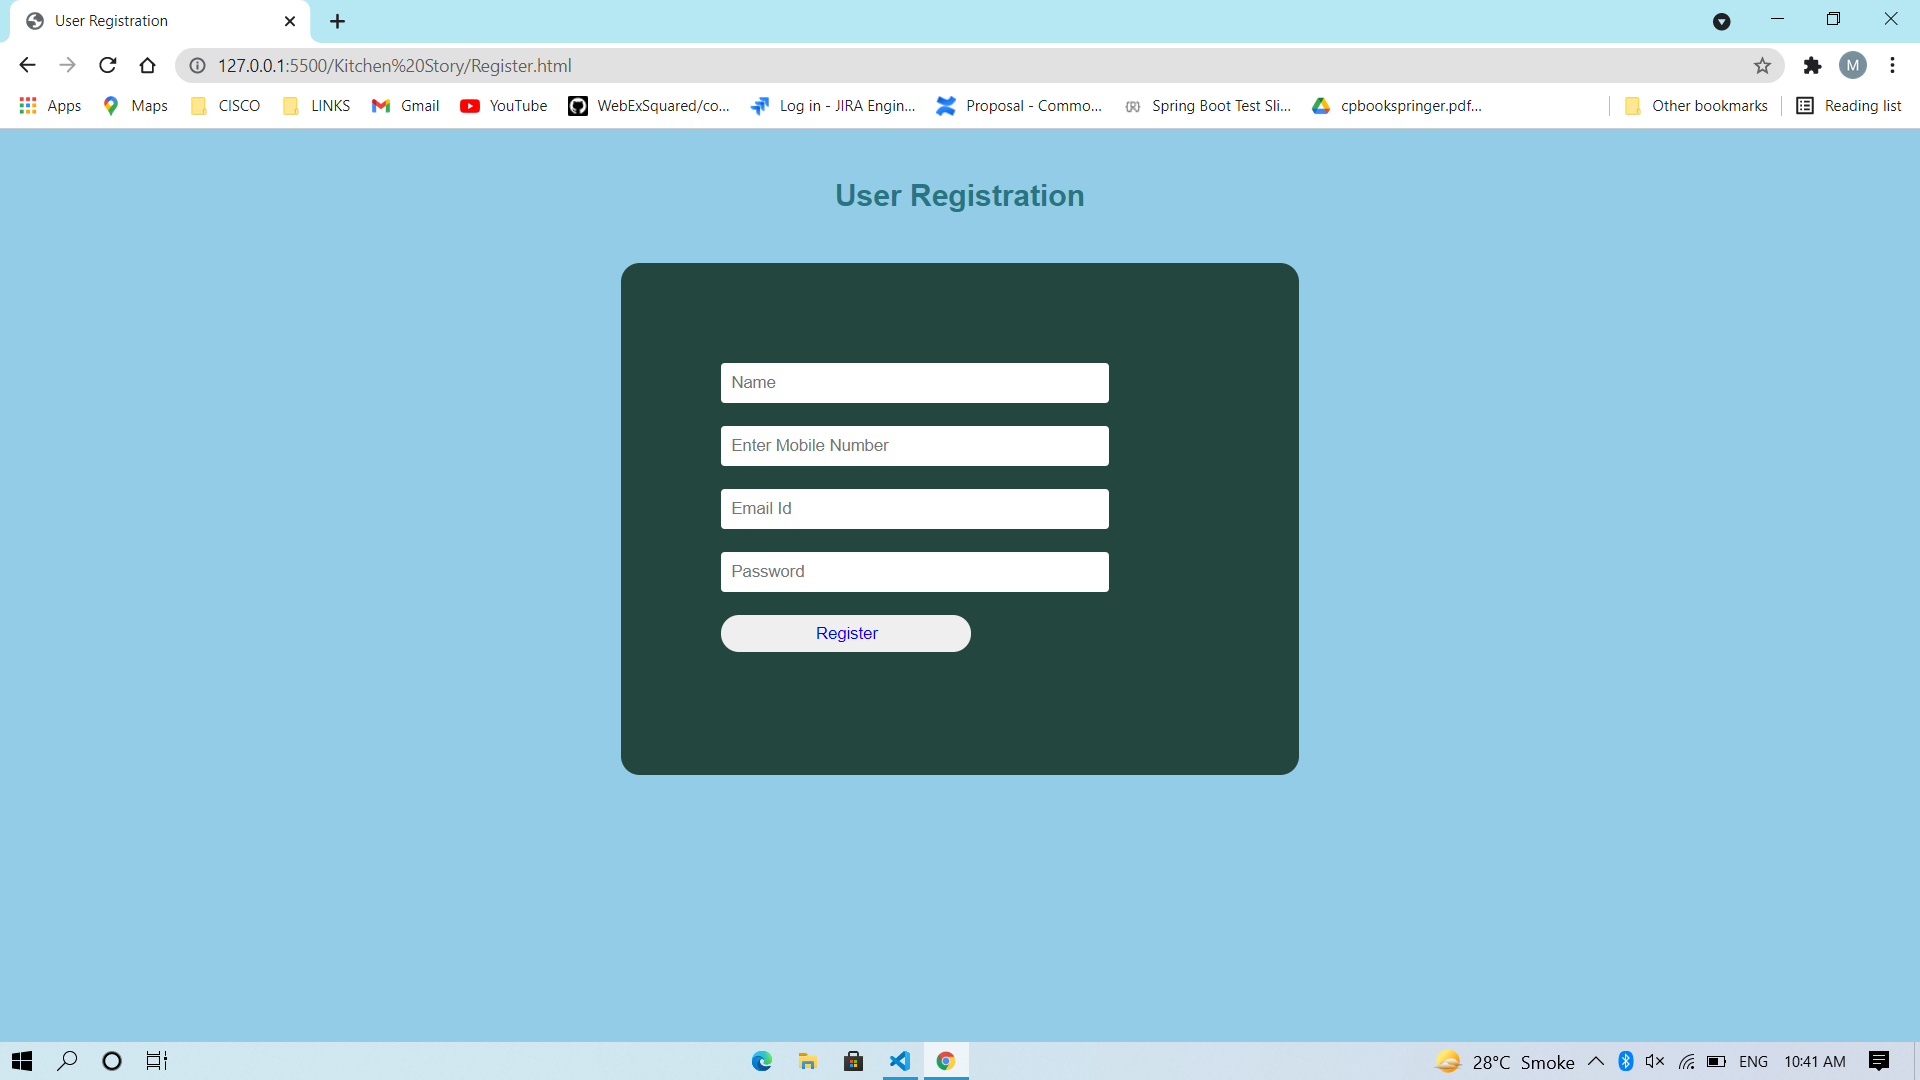 User Registration
127.0.0.1:5500/Kitchen%20Story/Register.html
M
Apps Maps CISCO LINKS Gmail YouTube WebExSquared/co... Log in - JIRA Engin... Proposal - Commo... Spring Boot Test Sli... cpbookspringer.pdf... Other bookmarks Reading list
User Registration
Name
Enter Mobile Number
Email Id
Password
Register
28°C Smoke ENG 10:41 AM